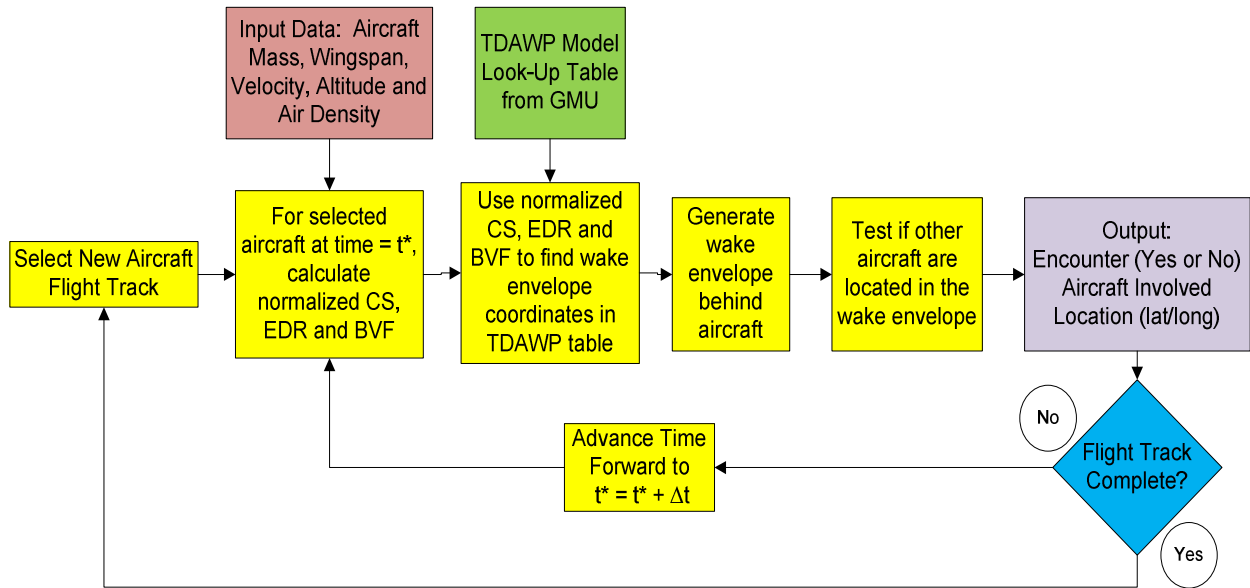 Input Data: Aircraft
Mass, Wingspan,
Velocity, Altitude and
Air Density
TDAWP Model
Look-Up Table
from GMU
Select New Aircraft
Flight Track
For selected
aircraft at time = t*,
calculate
normalized CS,
EDR and BVF
Use normalized
CS, EDR and
BVF to find wake
envelope
coordinates in
TDAWP table
Generate
wake
envelope
behind
aircraft
Test if other
aircraft are
located in the
wake envelope
Output:
Encounter (Yes or No)
Aircraft Involved
Location (lat/long)
No
Flight Track
Complete?
Advance Time
Forward to
t* = t* + Δt
Yes